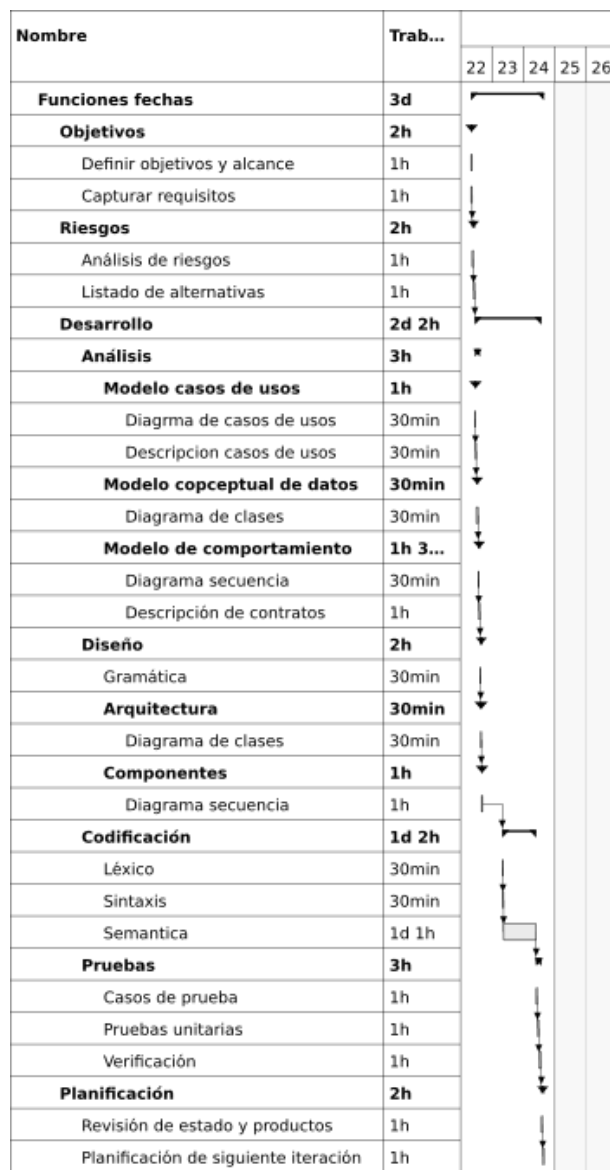 Nombre Trab...
22 23 24 25 26
Funciones fechas 3d
Objetivos 2h
Definir objetivos y alcance 1h
Capturar requisitos 1h
Riesgos 2h
Análisis de riesgos 1h
Listado de alternativas 1h
Desarrollo 2d 2h
Análisis 3h
Modelo casos de usos 1h
Diagrma de casos de usos 30min
Descripcion casos de usos 30min
Modelo copceptual de datos 30min
Diagrama de clases 30min
Modelo de comportamiento 1h 3...
Diagrama secuencia 30min
Descripción de contratos 1h
Diseño 2h
Gramática 30min
Arquitectura 30min
Diagrama de clases 30min
Componentes 1h
Diagrama secuencia 1h
Codificación 1d 2h
Léxico 30min
Sintaxis 30min
Semantica 1d 1h
Pruebas 3h
Casos de prueba 1h
Pruebas unitarias 1h
Verificación 1h
Planificación 2h
Revisión de estado y productos 1h
Planificación de siguiente iteración 1h